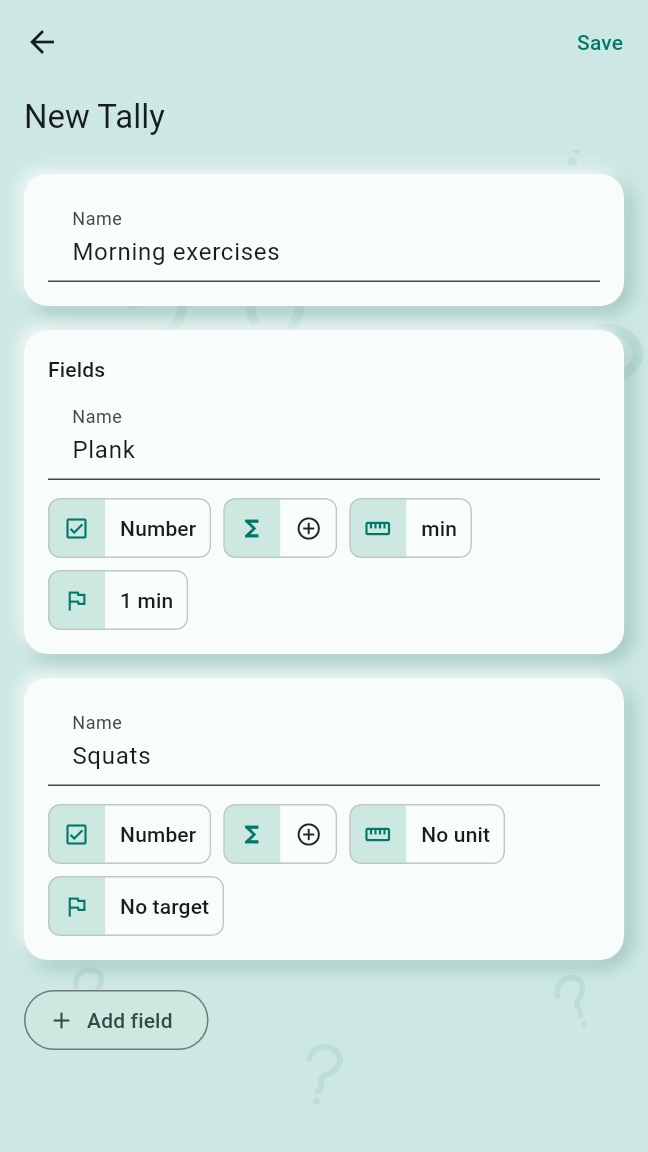 Save
New Tally
Name
Morning exercises
Fields
Name
Plank
Number
min
1 min
Name
Squats
Number
No unit
No target
Add field